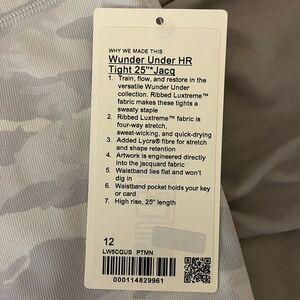 WHY WE MADE THIS
Wunder Under HR
Tight 25"*Jacq
1. Train, flow, and restore in the
versatile Wunder Under
collection. Ribbed Luxtreme™
fabric makes these tights a
sweaty staple
2. Ribbed Luxtreme™ fabric is
four-way stretch,
sweat-wicking, and quick-drying
3. Added Lycra® fibre for stretch
and shape retention
4. Artwork is engineered directly
into the jacquard fabric
5. Waistband lies flat and won't
dig in
6. Waistband pocket holds your
key or card
7. High rise, 25" length
12
LW5CQUS PTMN
000114829961